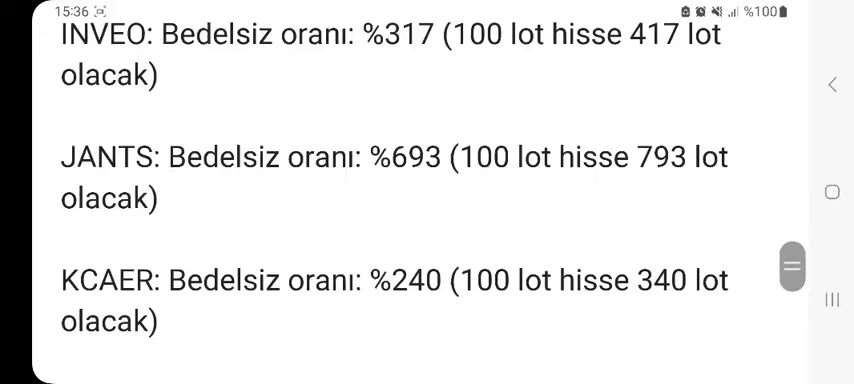 15:36
%100
INVEO: Bedelsiz oranı: %317 (100 lot hisse 417 lot
olacak)
JANTS: Bedelsiz oranı: %693 (100 lot hisse 793 lot
olacak)
KCAER: Bedelsiz oranı: %240 (100 lot hisse 340 lot
olacak)